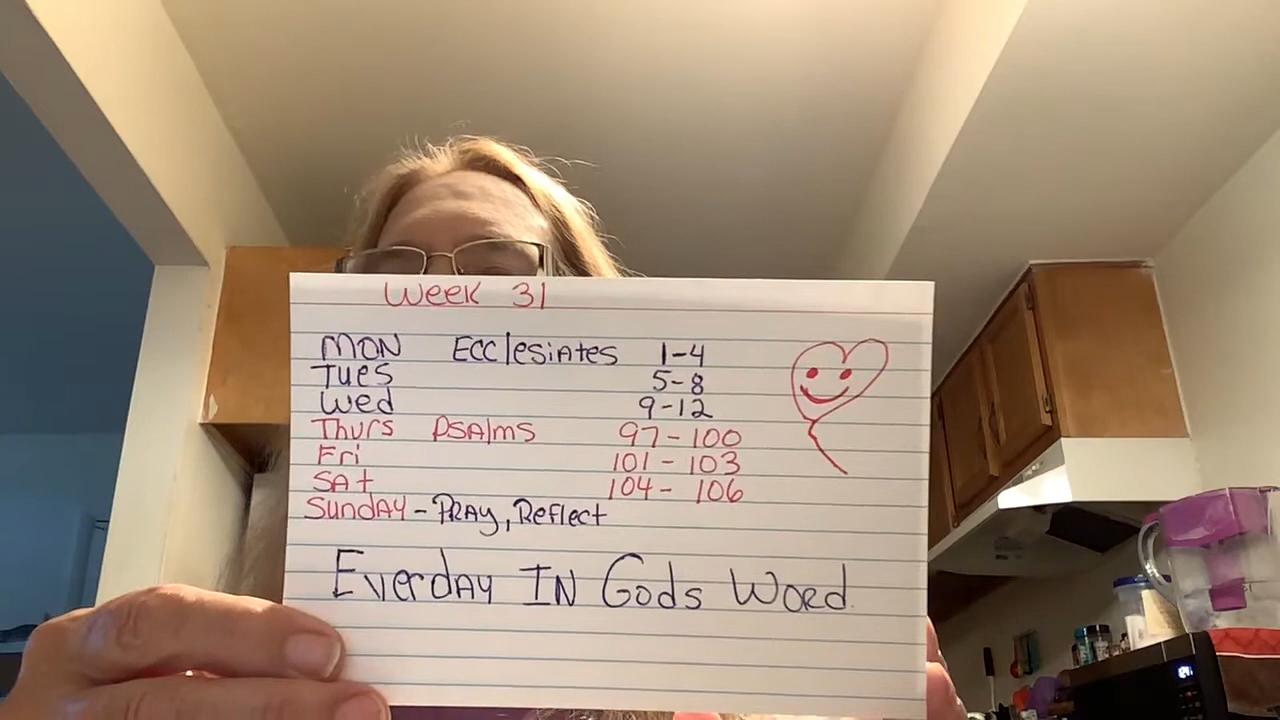 Week 31
MON Ecclesiates 1-4
Tues 5-8
Wed 9-12
Thurs Psalms 97-100
Fri 101-103
SAt 104-106
SundAy - PRAy, Reflect
EverdAy IN Gods Word